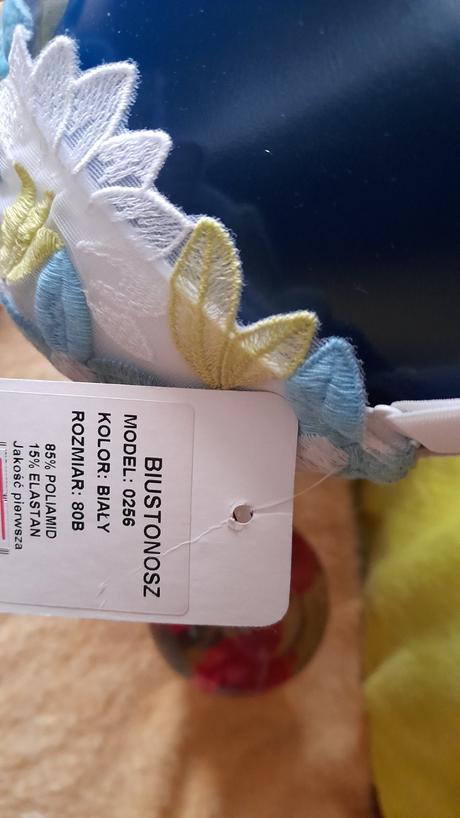 BIUSTONOSZ
MODEL: 0256
KOLOR: BIAŁY
ROZMIAR: 80B
85% POLIAMID
15% ELASTAN
Jakość pierwsza